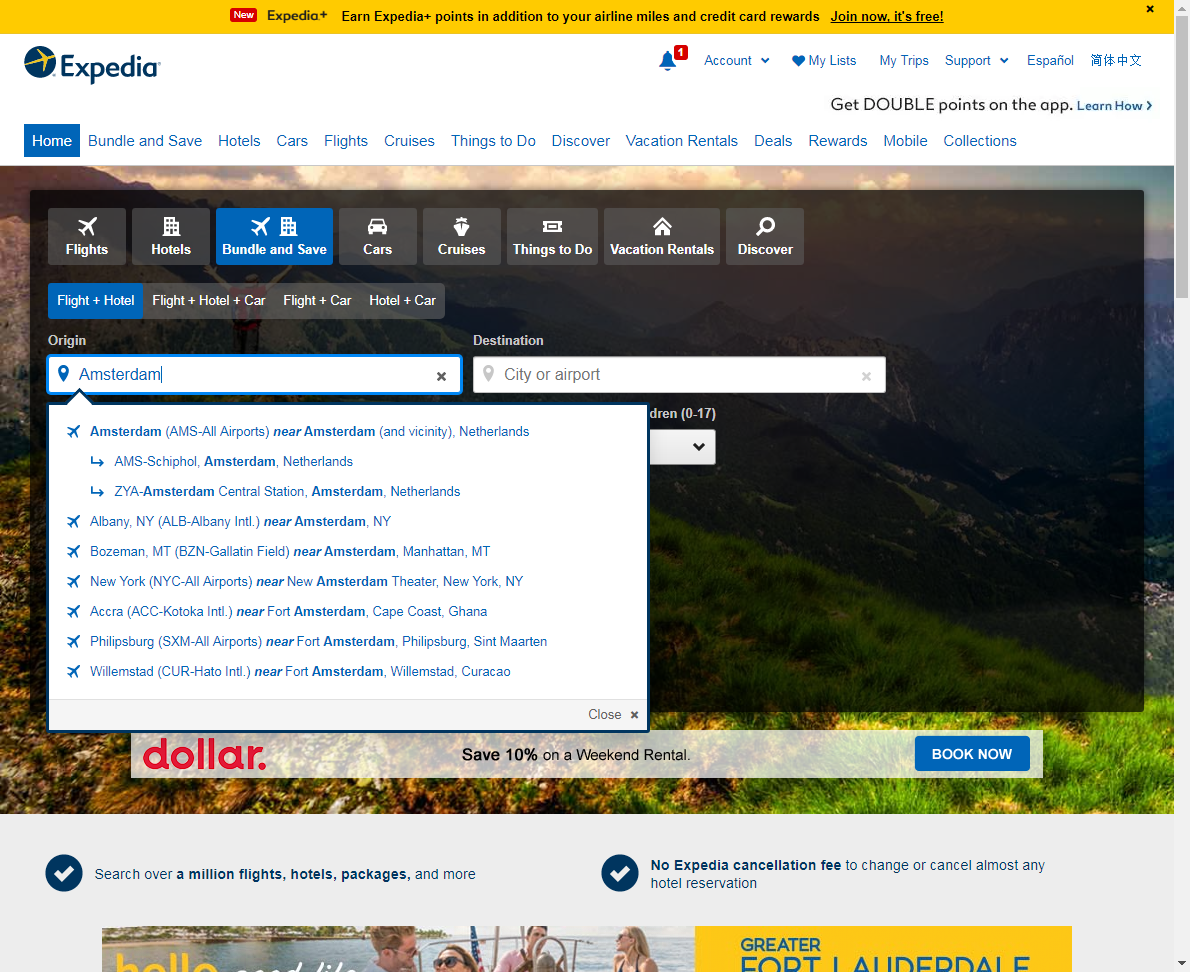 New Expedia+ Earn Expedia+ points in addition to your airline miles and credit card rewards Join now, it's free!
Expedia
1 Account My Lists My Trips Support Español 简体中文
Get DOUBLE points on the app. Learn How
Home Bundle and Save Hotels Cars Flights Cruises Things to Do Discover Vacation Rentals Deals Rewards Mobile Collections
Flights Hotels Bundle and Save Cars Cruises Things to Do Vacation Rentals Discover
Flight + Hotel Flight + Hotel + Car Flight + Car Hotel + Car
Origin Destination
Amsterdam City or airport
dren (0-17)
Amsterdam (AMS-All Airports) near Amsterdam (and vicinity), Netherlands
AMS-Schiphol, Amsterdam, Netherlands
ZYA-Amsterdam Central Station, Amsterdam, Netherlands
Albany, NY (ALB-Albany Intl.) near Amsterdam, NY
Bozeman, MT (BZN-Gallatin Field) near Amsterdam, Manhattan, MT
New York (NYC-All Airports) near New Amsterdam Theater, New York, NY
Accra (ACC-Kotoka Intl.) near Fort Amsterdam, Cape Coast, Ghana
Philipsburg (SXM-All Airports) near Fort Amsterdam, Philipsburg, Sint Maarten
Willemstad (CUR-Hato Intl.) near Fort Amsterdam, Willemstad, Curacao
Close
dollar. Save 10% on a Weekend Rental. BOOK NOW
Search over a million flights, hotels, packages, and more
No Expedia cancellation fee to change or cancel almost any
hotel reservation
hello good life
GREATER
FORT LAUDERDALE